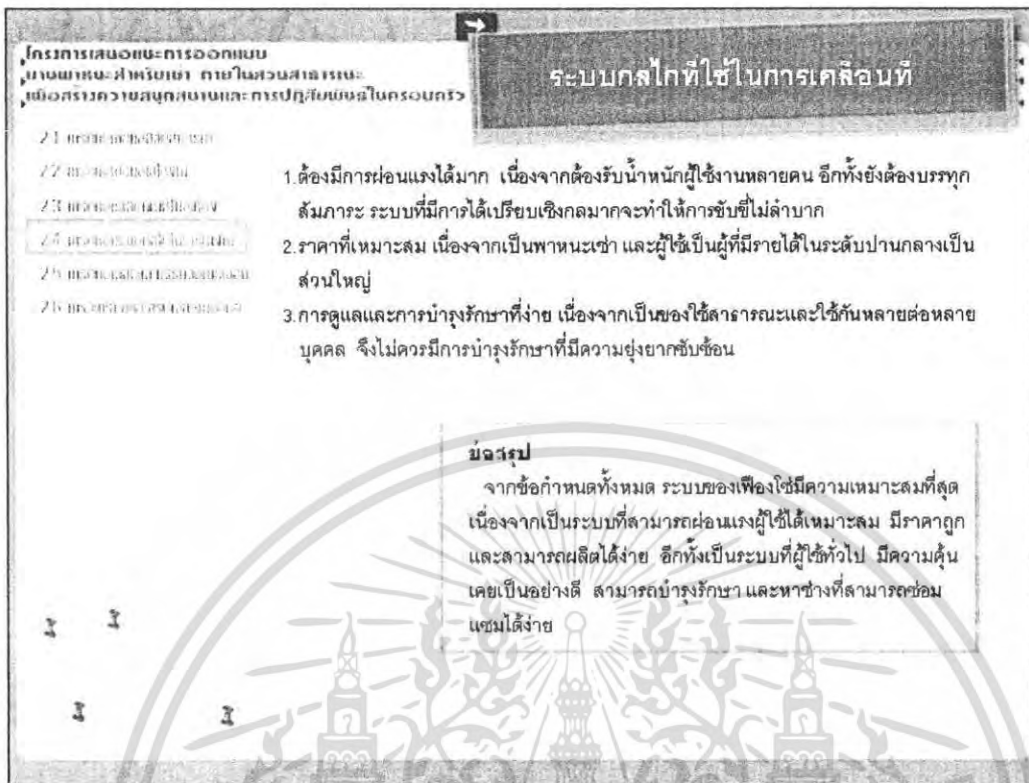 โครงการเสนอแนะการออกแบบ
ยานพาหนะสำหรับเช่า ภายในสวนสาธารณะ
เพื่อสร้างความสนุกสนานและการปฏิสัมพันธ์ในครอบครัว
ระบบกลไกที่ใช้ในการเคลื่อนที่
2.1
2.2
2.3
2.4
2.5
2.6
1.ต้องมีการผ่อนแรงได้มาก เนื่องจากต้องรับน้ำหนักผู้ใช้งานหลายคน อีกทั้งยังต้องบรรทุก
สัมภาระ ระบบที่มีการได้เปรียบเชิงกลมากจะทำให้การขับขี่ไม่ลำบาก
2.ราคาที่เหมาะสม เนื่องจากเป็นพาหนะเช่า และผู้ใช้เป็นผู้ที่มีรายได้ในระดับปานกลางเป็น
ส่วนใหญ่
3.การดูแลและการบำรุงรักษาที่ง่าย เนื่องจากเป็นของใช้สาธารณะและใช้กันหลายต่อหลาย
บุคคล จึงไม่ควรมีการบำรุงรักษาที่มีความยุ่งยากซับซ้อน
ข้อสรุป
จากข้อกำหนดทั้งหมด ระบบของเฟืองโซ่มีความเหมาะสมที่สุด
เนื่องจากเป็นระบบที่สามารถผ่อนแรงผู้ใช้ได้เหมาะสม มีราคาถูก
และสามารถผลิตได้ง่าย อีกทั้งเป็นระบบที่ผู้ใช้ทั่วไป มีความคุ้น
เคยเป็นอย่างดี สามารถบำรุงรักษา และหาช่างที่สามารถซ่อม
แซมได้ง่าย